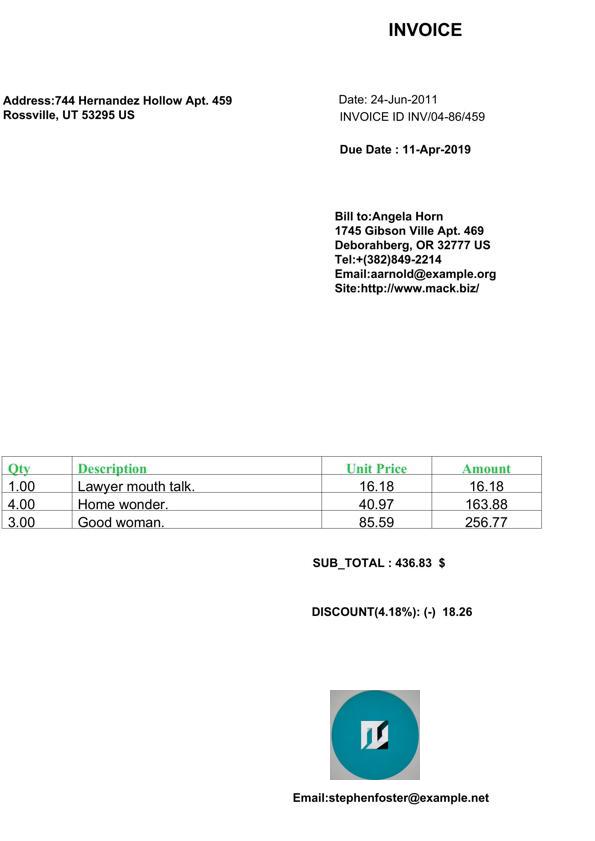 INVOICE
Address:744 Hernandez Hollow Apt. 459
Rossville, UT 53295 US
Date: 24-Jun-2011
INVOICE ID INV/04-86/459
Due Date : 11-Apr-2019
Bill to:Angela Horn
1745 Gibson Ville Apt. 469
Deborahberg, OR 32777 US
Tel:+(382)849-2214
Email:aarnold@example.org
Site:http://www.mack.biz/
Qty Description Unit Price Amount
1.00 Lawyer mouth talk. 16.18 16.18
4.00 Home wonder. 40.97 163.88
3.00 Good woman. 85.59 256.77
SUB_TOTAL : 436.83 $
DISCOUNT(4.18%): (-) 18.26
Email:stephenfoster@example.net